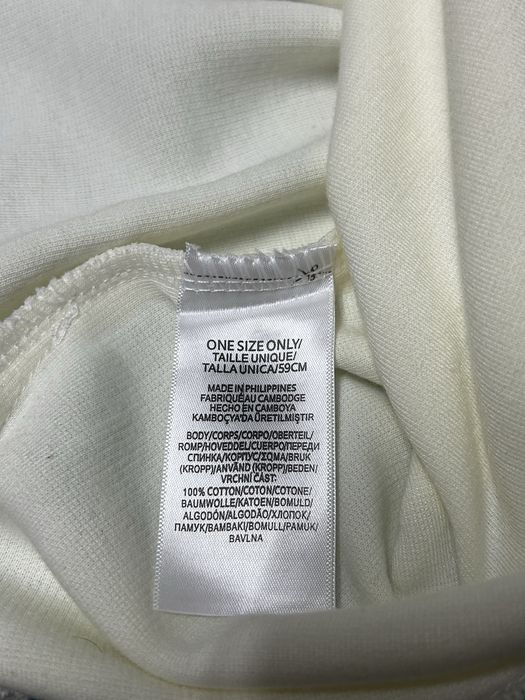 ONE SIZE ONLY/
TAILLE UNIQUE/
TALLA UNICA/59CM
MADE IN PHILIPPINES
FABRIQUÉ AU CAMBODGE
HECHO EN CAMBOYA
KAMBOÇYA'DA ÜRETILMIŞTIR
BODY/CORPS/CORPO/OBERTEIL/
ROMP/HOVEDDEL/CUERPO/ПЕРЕДИ
СПИНКА/КОРПУС/ΣΩΜΑ/BRUK
(KROPP)/ANVÄND (KROPP)/BEDEN/
VRCHNÍ ČÁST:
100% COTTON/COTON/COTONE/
BAUMWOLLE/KATOEN/BOMULD/
ALGODÓN/ALGODÃO/ХЛОПОК/
ПАМУК/BAMBAKI/BOMULL/PAMUK/
BAVLNA